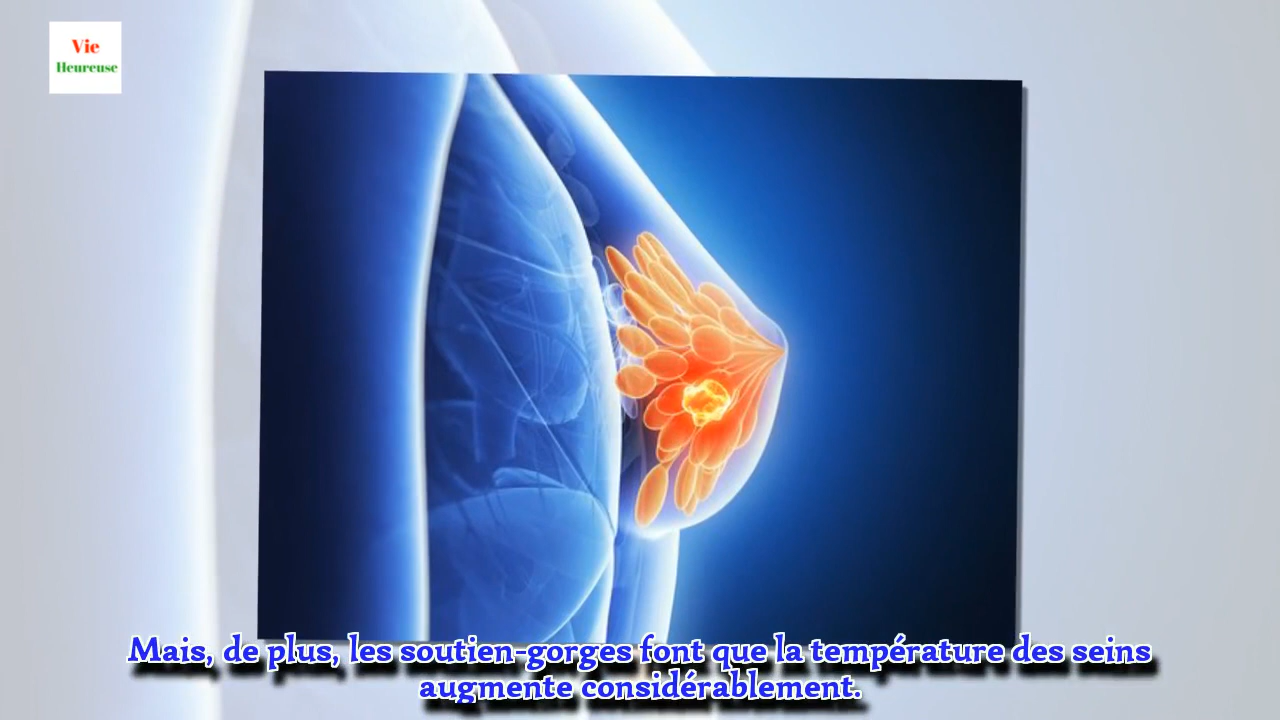 Vie
Heureuse
Mais, de plus, les soutien-gorges font que la température des seins
augmente considérablement.